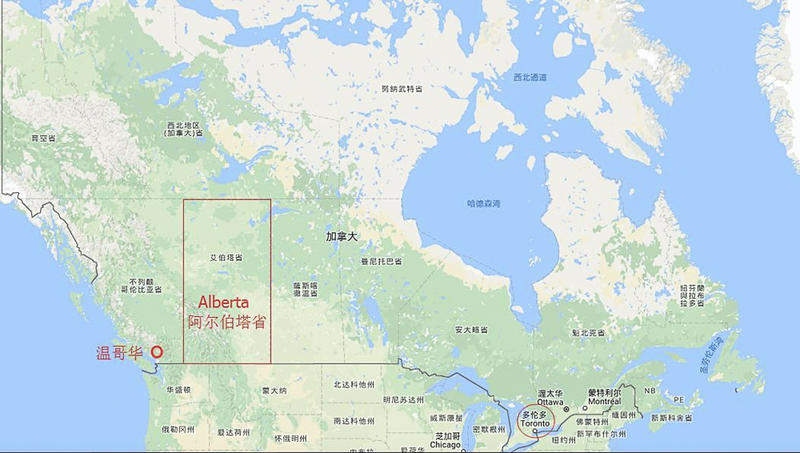 西北通道
努纳武特省
西北地区
(加拿大)省
育空省
哈德森湾
加拿大
艾伯塔省
曼尼托巴省
不列颠
哥伦比亚省
萨斯喀
彻温省
Alberta
阿尔伯塔省
纽芬兰
与拉布
拉多省
安大略省
魁北克省
温哥华
圣劳伦斯湾
华盛顿
蒙大纳
北达科他州
明尼苏达州
渥太华
Ottawa
蒙特利尔
Montréal
NB
PE
多伦多
Toronto
缅因州
新斯科舍省
佛蒙特州
俄勒冈州
爱达荷州
怀俄明州
南达科他州
威斯康星
密歇根州
芝加哥
Chicago
纽约州
新罕布什尔州